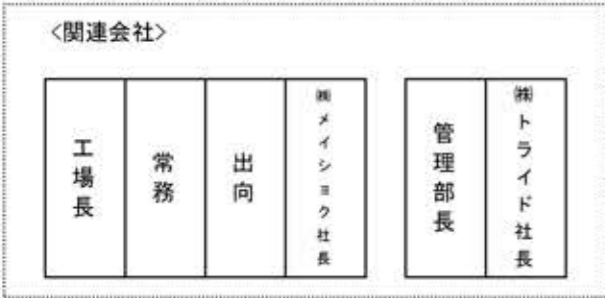 <関連会社>
工場長
常務
出向
㈱メイショク社長
管理部長
㈱トライド社長